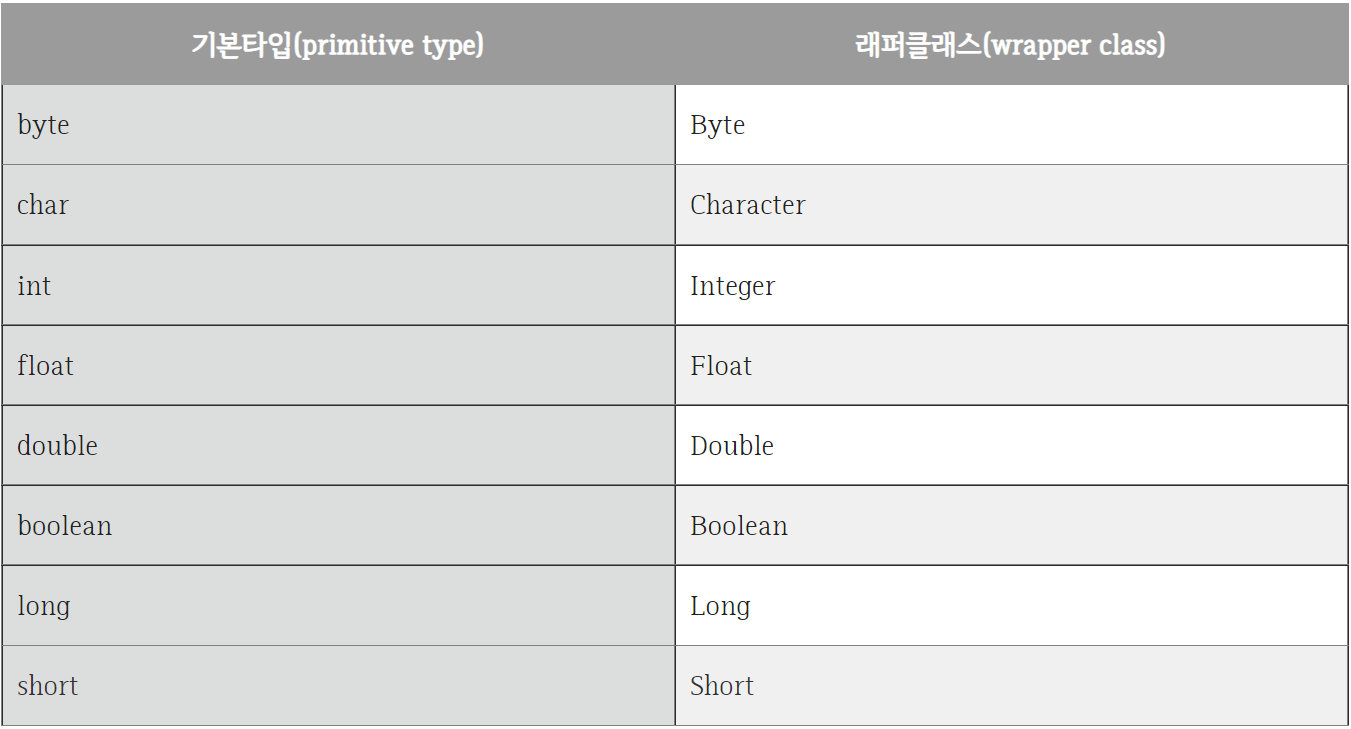 기본타입(primitive type) 래퍼클래스(wrapper class)
byte Byte
char Character
int Integer
float Float
double Double
boolean Boolean
long Long
short Short